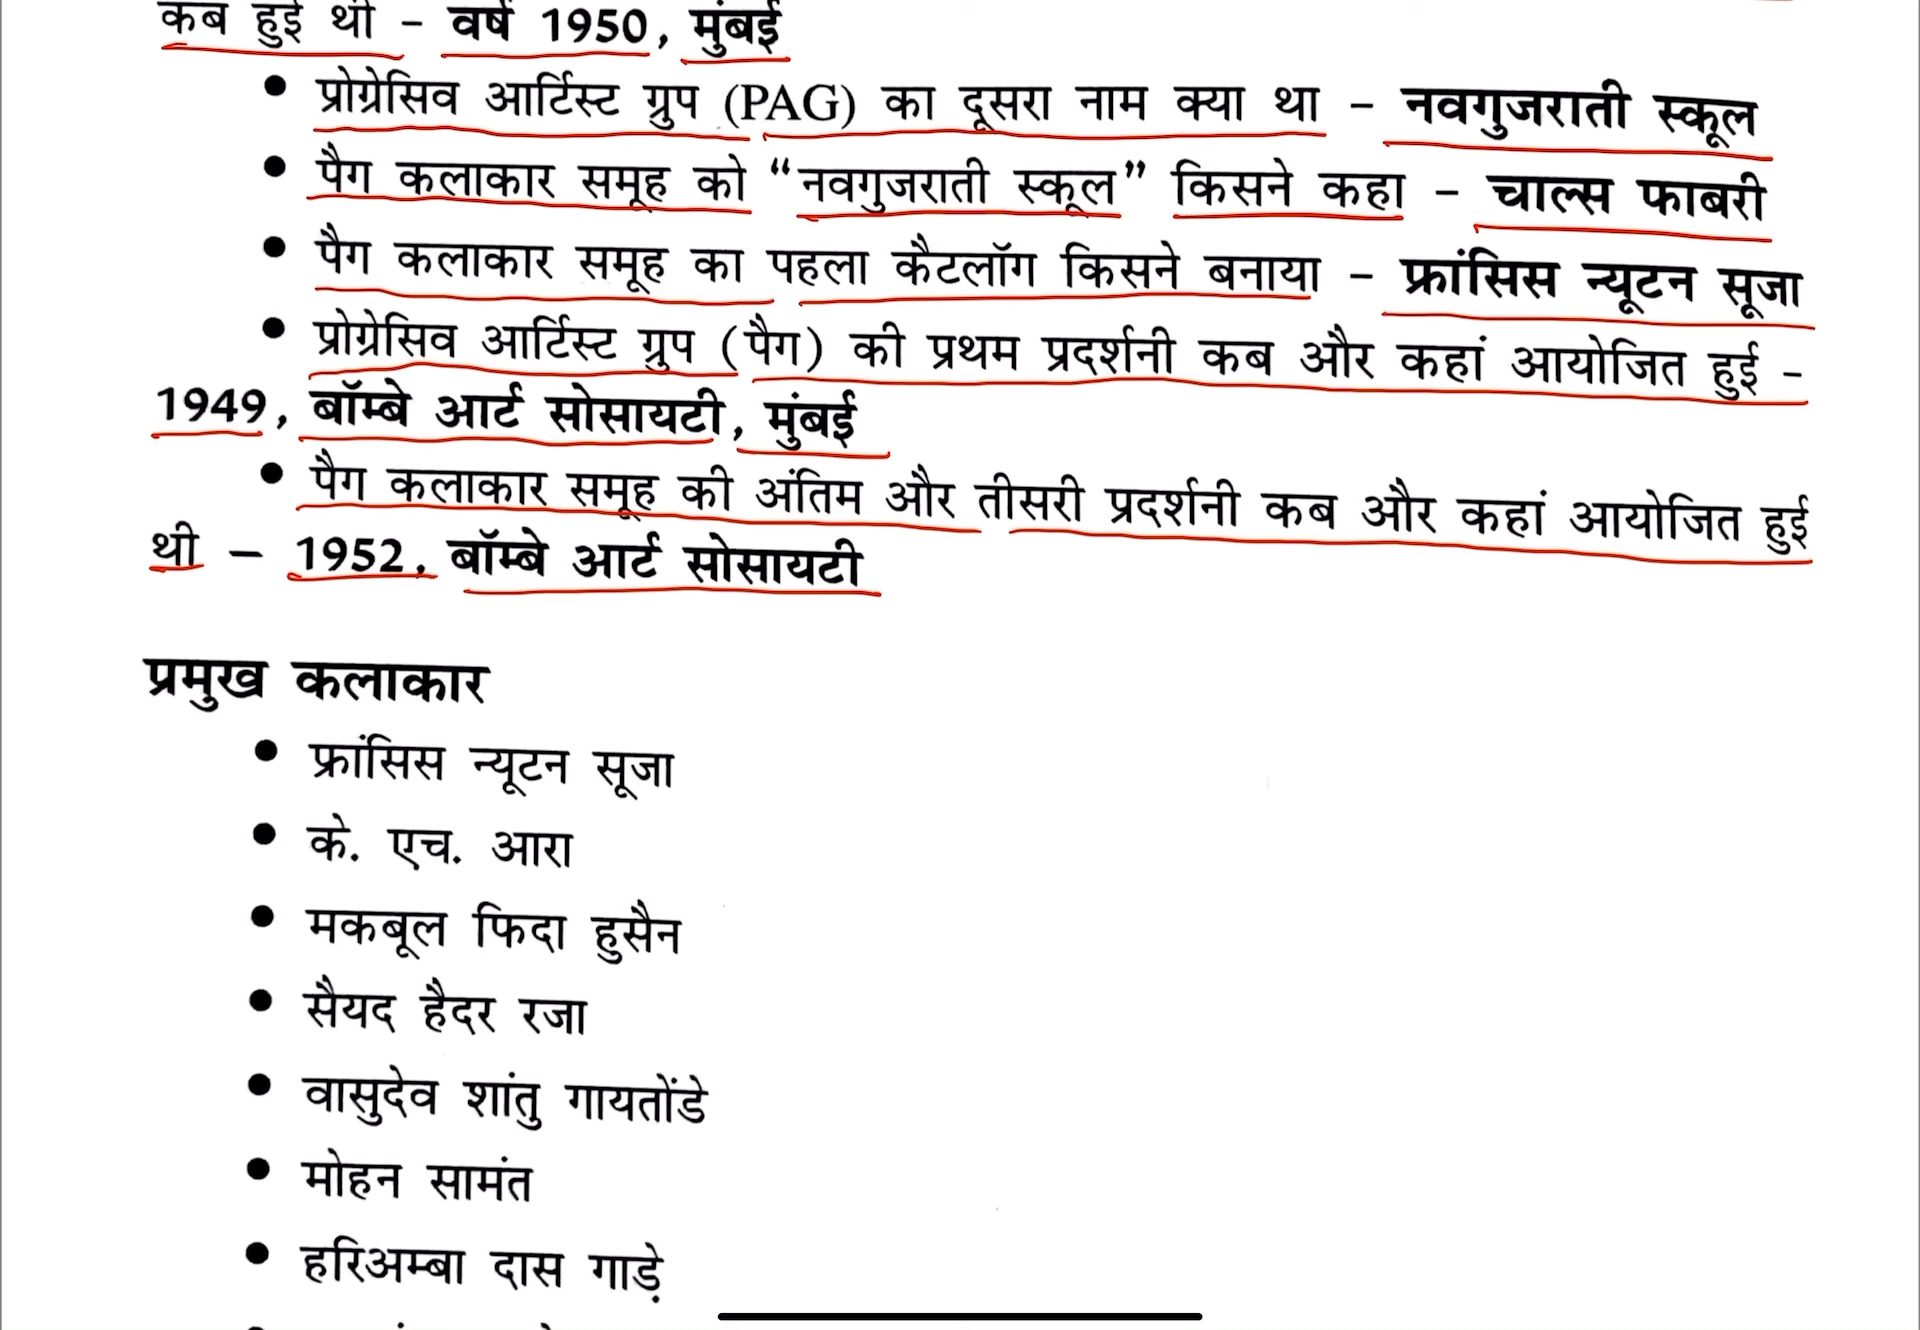 कब हुई थी - वर्ष 1950, मुंबई
• प्रोग्रेसिव आर्टिस्ट ग्रुप (PAG) का दूसरा नाम क्या था - नवगुजराती स्कूल
• पैग कलाकार समूह को “नवगुजराती स्कूल” किसने कहा - चाल्स फाबरी
• पैग कलाकार समूह का पहला कैटलॉग किसने बनाया - फ्रांसिस न्यूटन सूजा
• प्रोग्रेसिव आर्टिस्ट ग्रुप (पैग) की प्रथम प्रदर्शनी कब और कहां आयोजित हुई -
1949, बॉम्बे आर्ट सोसायटी, मुंबई
• पैग कलाकार समूह की अंतिम और तीसरी प्रदर्शनी कब और कहां आयोजित हुई
थी – 1952, बॉम्बे आर्ट सोसायटी
प्रमुख कलाकार
• फ्रांसिस न्यूटन सूजा
• के. एच. आरा
• मकबूल फिदा हुसैन
• सैयद हैदर रजा
• वासुदेव शांतु गायतोंडे
• मोहन सामंत
• हरिअम्बा दास गाड़े